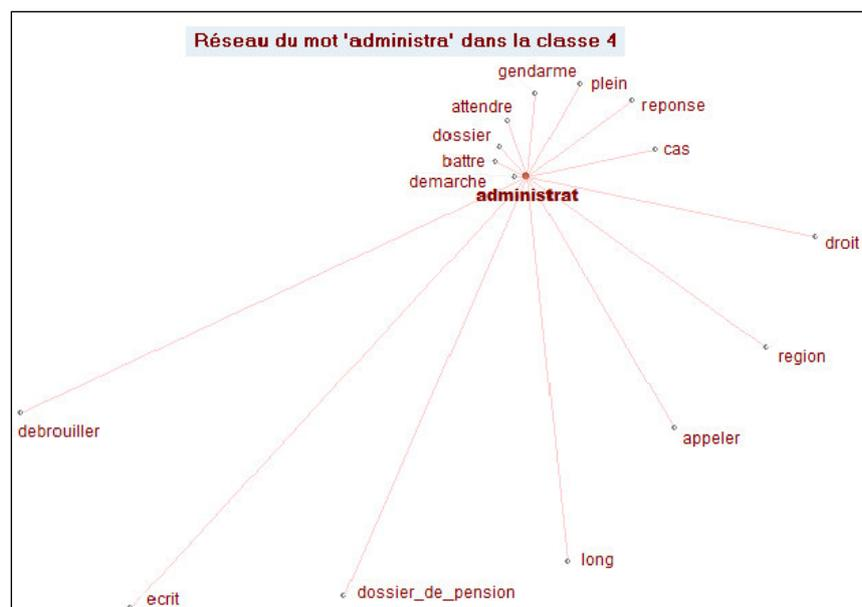 Réseau du mot 'administra' dans la classe 4
gendarme
plein
attendre
reponse
dossier
cas
battre
demarche
administrat
droit
region
debrouiller
appeler
long
dossier_de_pension
ecrit